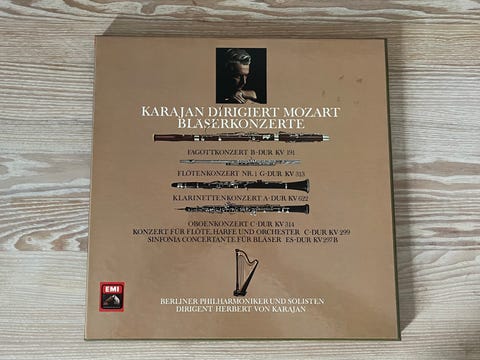 KARAJAN DIRIGIERT MOZART
BLÄSERKONZERTE
FAGOTTKONZERT B-DUR KV 191
FLÖTENKONZERT NR.1 G-DUR KV 313
KLARINETTENKONZERT A-DUR KV 622
OBOENKONZERT C-DUR KV 314
KONZERT FÜR FLÖTE, HARFE UND ORCHESTER C-DUR KV 299
SINFONIA CONCERTANTE FÜR BLÄSER ES-DUR KV 297B
EMI
BERLINER PHILHARMONIKER UND SOLISTEN
DIRIGENT HERBERT VON KARAJAN